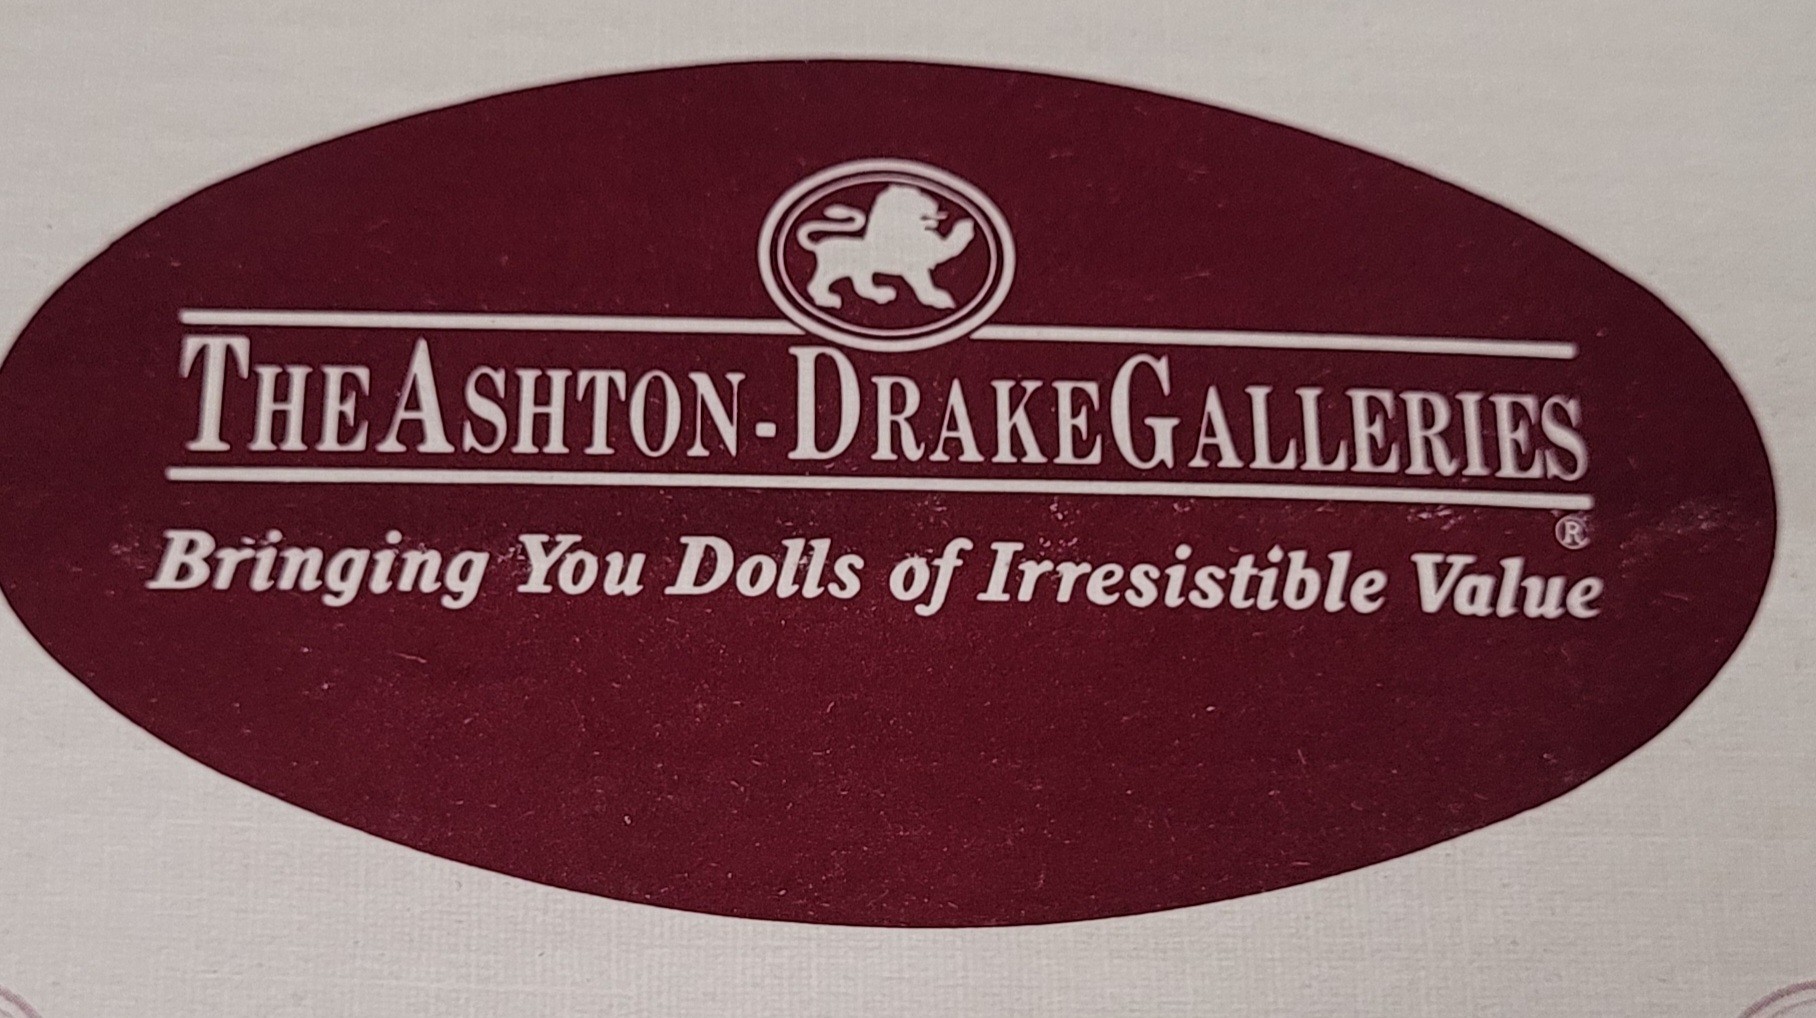 THE ASHTON-DRAKE GALLERIES
®
Bringing You Dolls of Irresistible Value